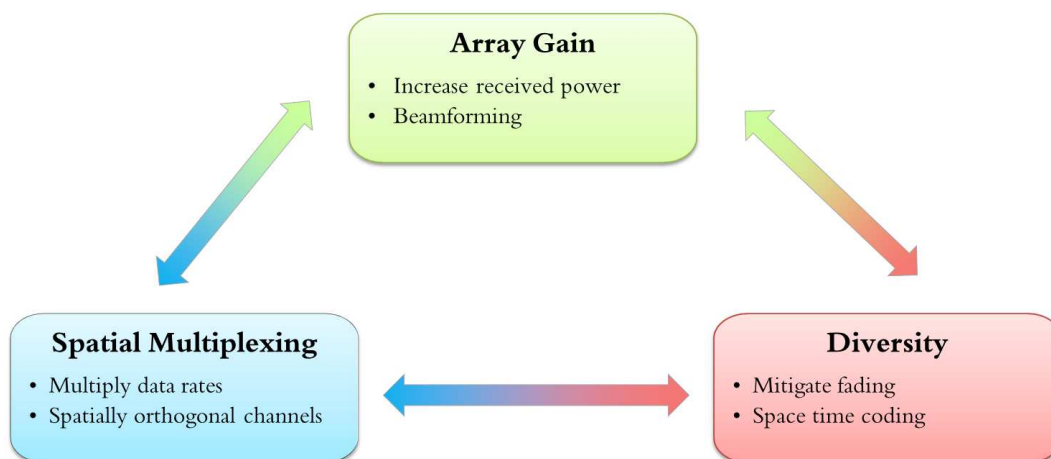 Array Gain
• Increase received power
• Beamforming
Spatial Multiplexing
• Multiply data rates
• Spatially orthogonal channels
Diversity
• Mitigate fading
• Space time coding